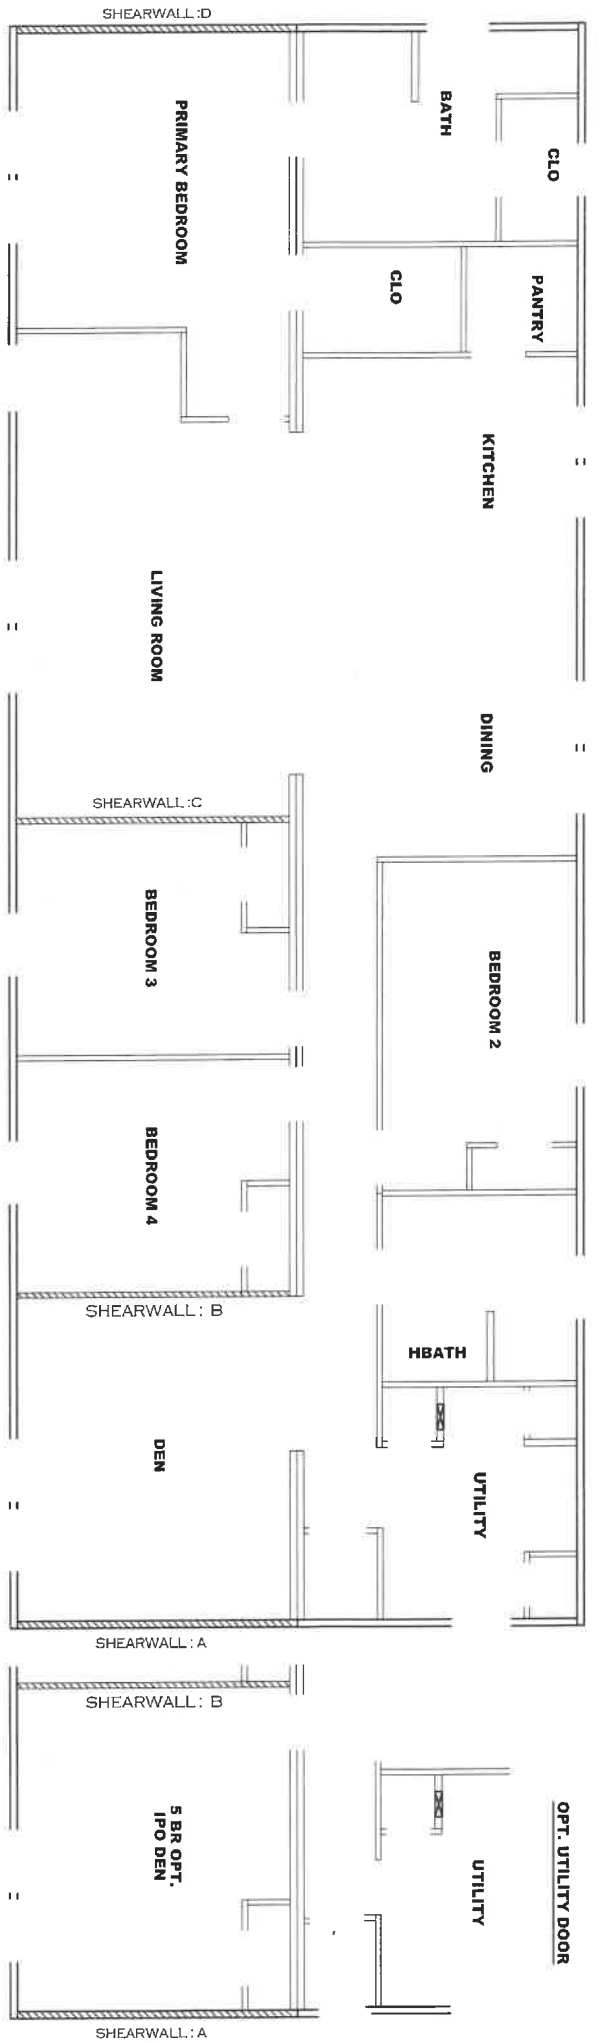 SHEARWALL:D
PRIMARY BEDROOM
BATH
CLO
CLO
PANTRY
KITCHEN
LIVING ROOM
DINING
SHEARWALL:C
BEDROOM 3
BEDROOM 2
BEDROOM 4
SHEARWALL: B
HBATH
DEN
UTILITY
SHEARWALL: A
SHEARWALL: B
5 BR OPT.
IPO DEN
UTILITY
OPT. UTILITY DOOR
SHEARWALL: A